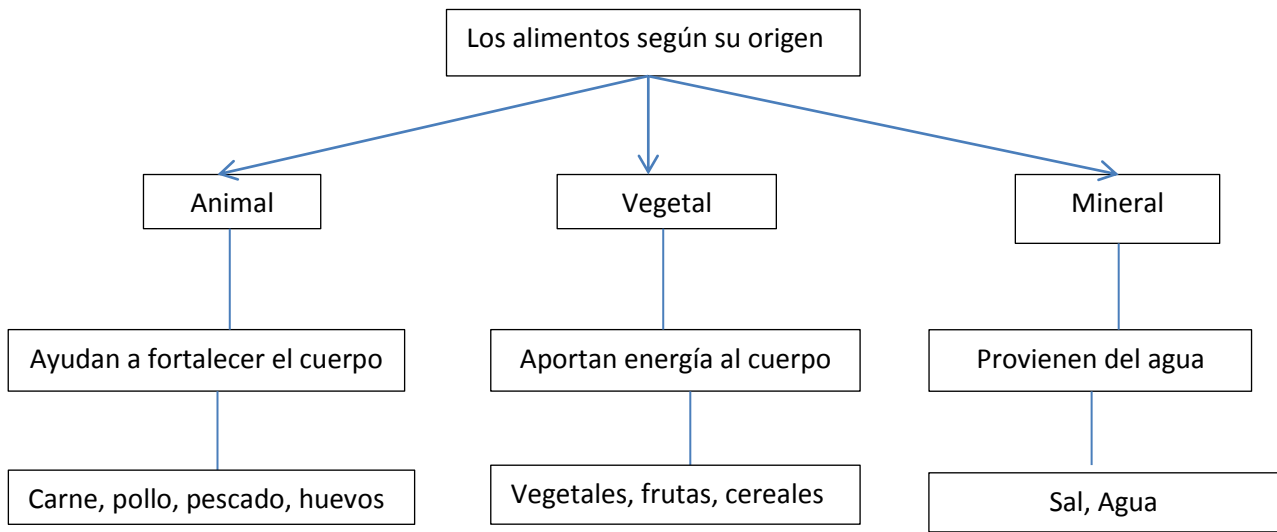 Los alimentos según su origen
Animal
Vegetal
Mineral
Ayudan a fortalecer el cuerpo
Aportan energía al cuerpo
Provienen del agua
Carne, pollo, pescado, huevos
Vegetales, frutas, cereales
Sal, Agua